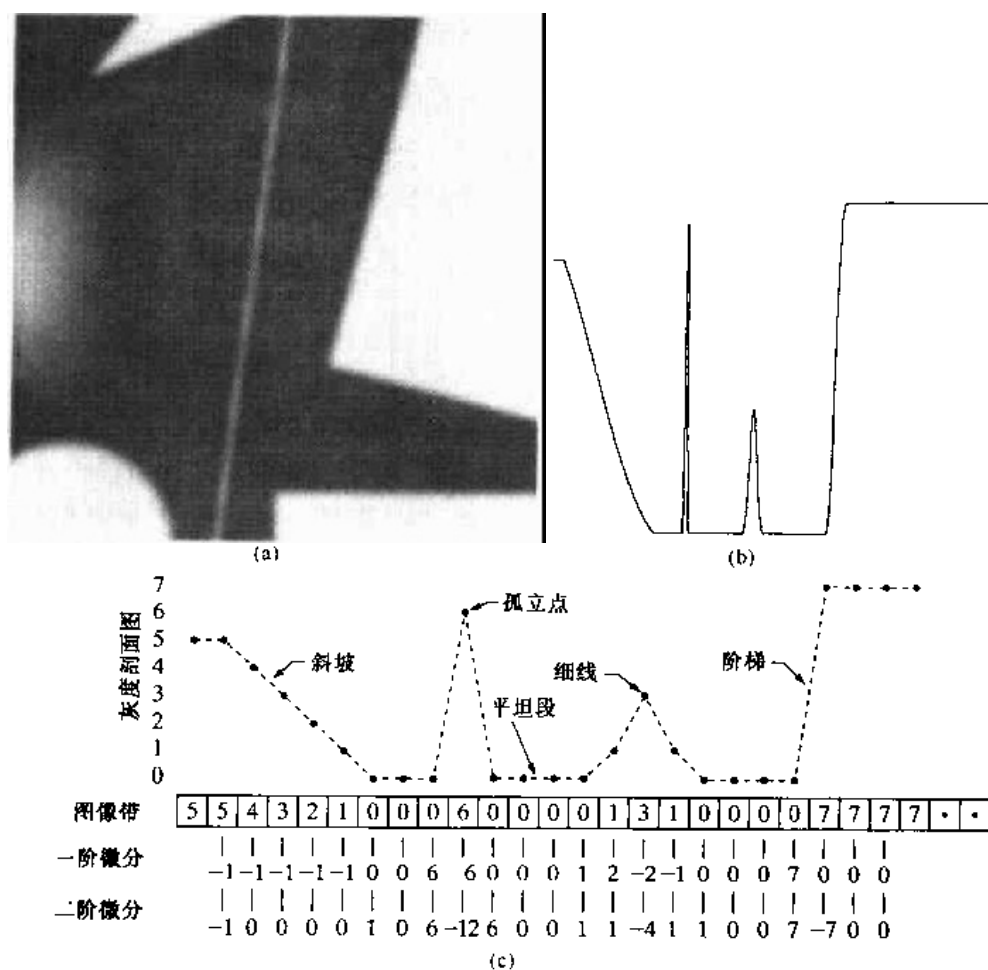 (a)
(b)
灰度剖面图
7
6
5
4
3
2
1
0
孤立点
斜坡
细线
阶梯
平坦段
图像带 5 5 4 3 2 1 0 0 0 6 0 0 0 0 1 3 1 0 0 0 0 7 7 7 7 • •
一阶微分 −1 −1 −1 −1 −1 0 0 6 6 0 0 0 1 2 −2 −1 0 0 0 7 0 0 0
二阶微分 −1 0 0 0 0 1 0 6 −12 6 0 0 1 1 −4 1 1 0 0 7 −7 0 0
(c)